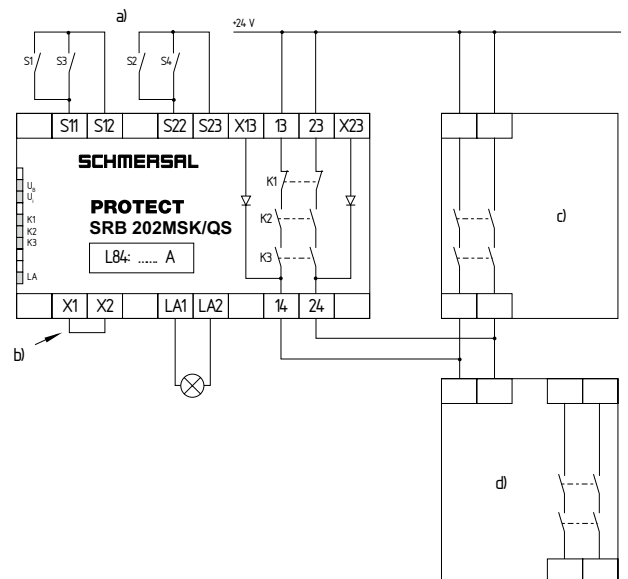 a)
+24 V
S1 S3 S2 S4
S11 S12 S22 S23 X13 13 23 X23
SCHMERSAL
PROTECT
SRB 202MSK/QS
L84: ...... A
UB
Ui
K1
K2
K3
LA
K1
K2
K3
c)
X1 X2 LA1 LA2 14 24
b)
d)